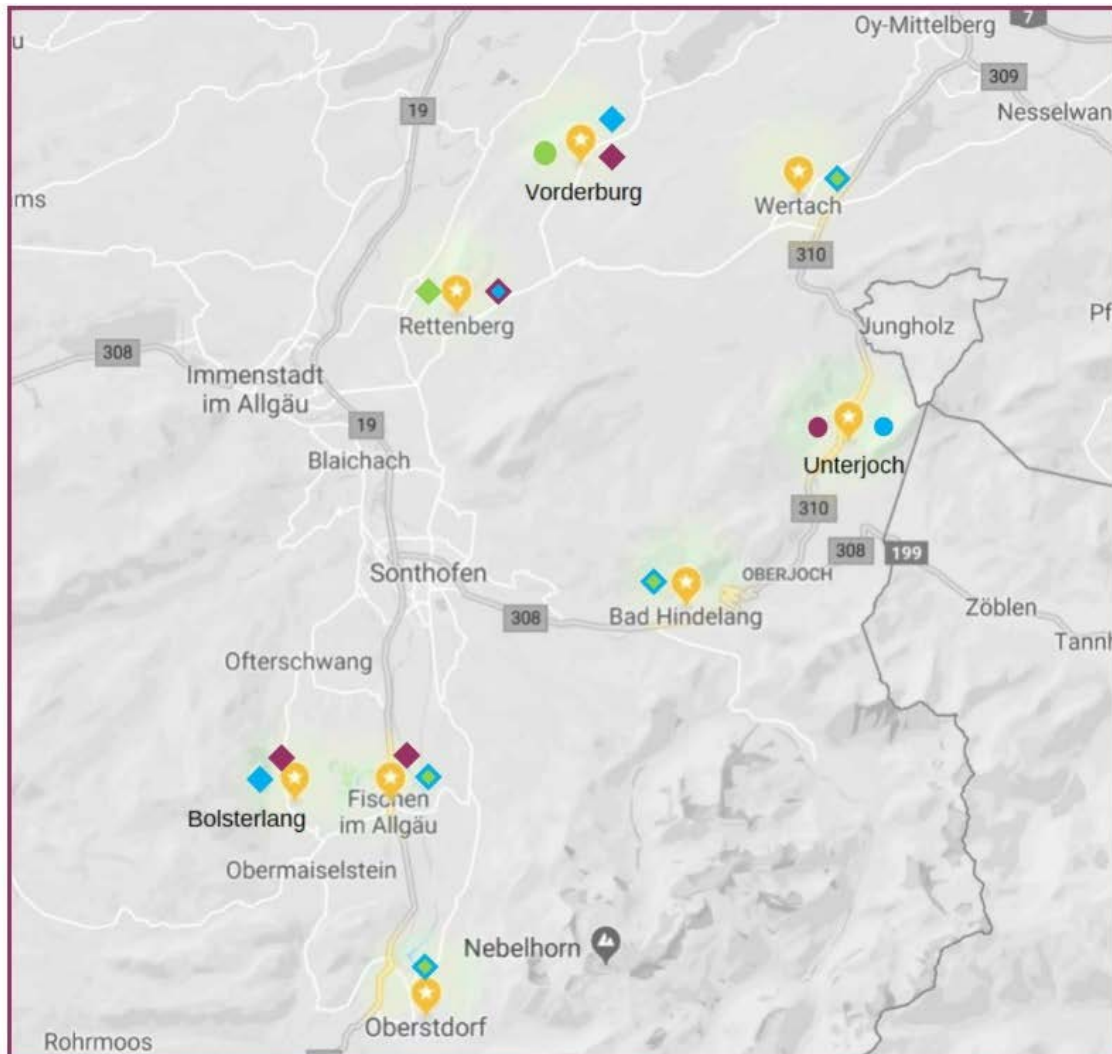 7
Oy-Mittelberg
309
19
Nesselwan
Vorderburg
ms
Wertach
310
Rettenberg
Jungholz
Pf
308
Immenstadt
im Allgäu
19
Blaichach
Unterjoch
310
308
199
Sonthofen
OBERJOCH
Bad Hindelang
Zöblen
308
Tannh
Ofterschwang
Fischen
im Allgäu
Bolsterlang
Obermaiselstein
Nebelhorn
Oberstdorf
Rohrmoos